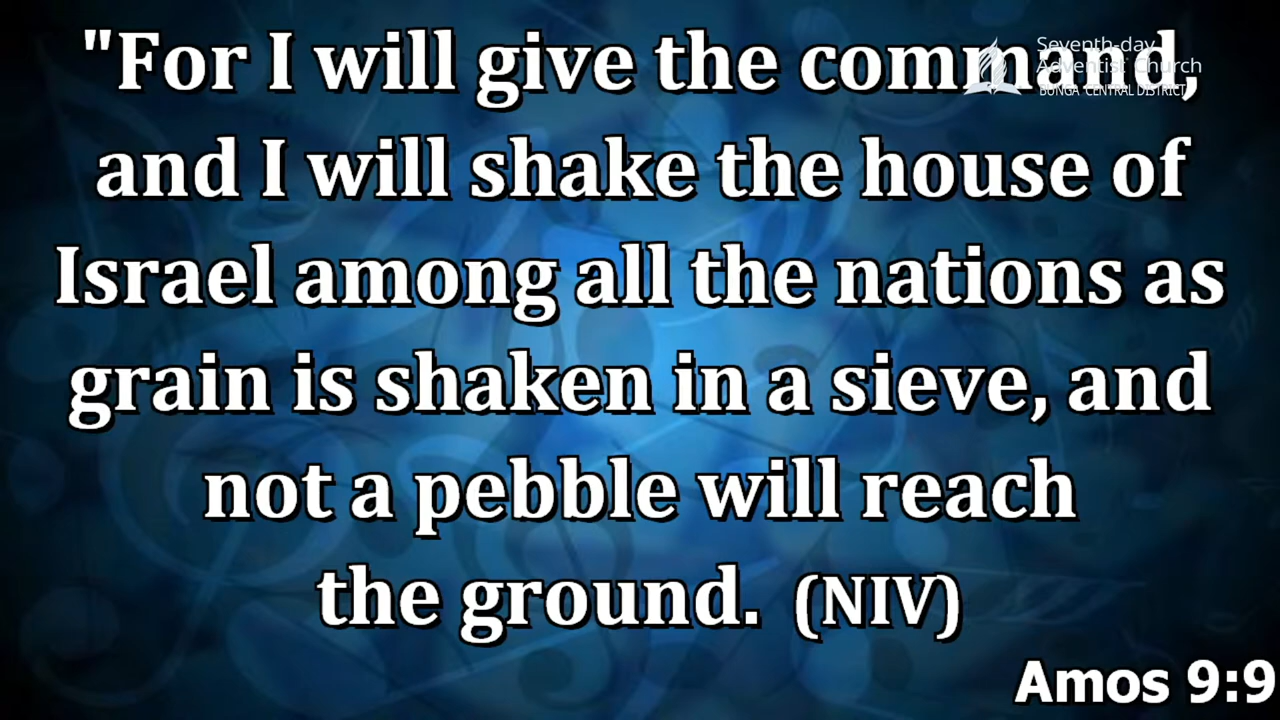 "For I will give the command,
and I will shake the house of
Israel among all the nations as
grain is shaken in a sieve, and
not a pebble will reach
the ground. (NIV)
Amos 9:9
Seventh-day
Adventist Church
BUNGA CENTRAL DISTRICT